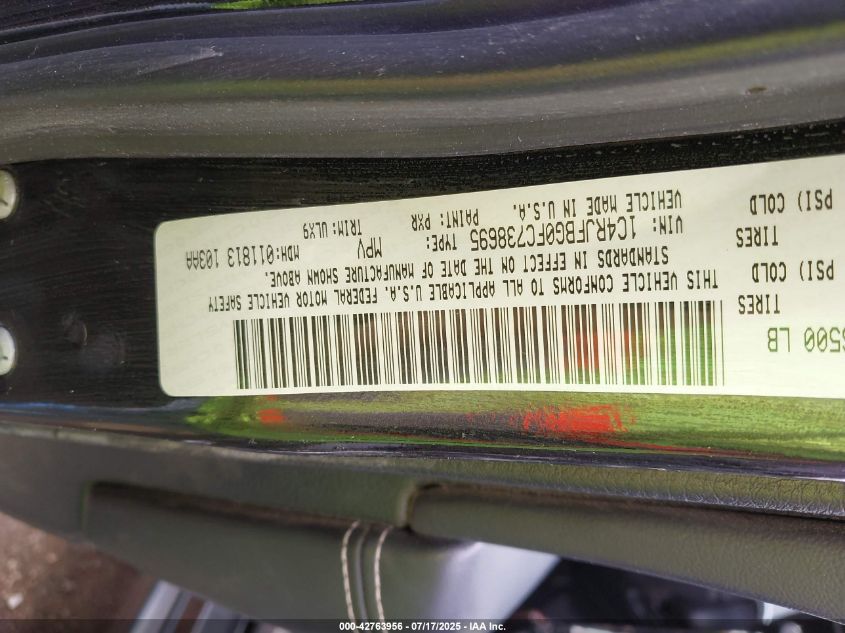 6500 LB
TIRES
PSI) COLD
TIRES
PSI) COLD
THIS VEHICLE CONFORMS TO ALL APPLICABLE U.S.A. FEDERAL MOTOR VEHICLE SAFETY
STANDARDS IN EFFECT ON THE DATE OF MANUFACTURE SHOWN ABOVE.
VIN: 1C4RJFBG0FC738695 TYPE: MPV MDH:011813 103AA
PAINT: PXR TRIM:ULX9
VEHICLE MADE IN U.S.A.
000-42763956 - 07/17/2025 - IAA Inc.